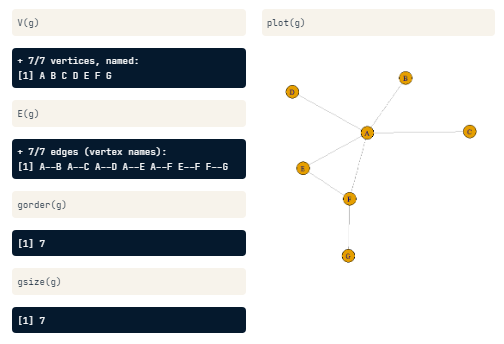 V(g)
+ 7/7 vertices, named:
[1] A B C D E F G
E(g)
+ 7/7 edges (vertex names):
[1] A--B A--C A--D A--E A--F E--F F--G
gorder(g)
[1] 7
gsize(g)
[1] 7
plot(g)
B
D
A
C
E
F
G